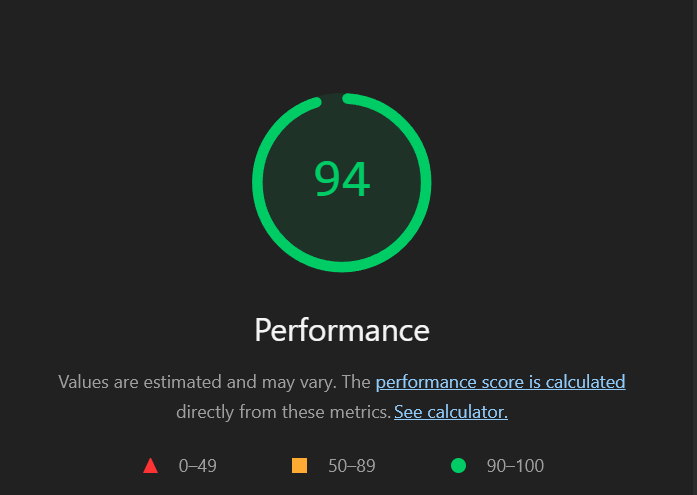 94
Performance
Values are estimated and may vary. The performance score is calculated
directly from these metrics. See calculator.
0–49 50–89 90–100